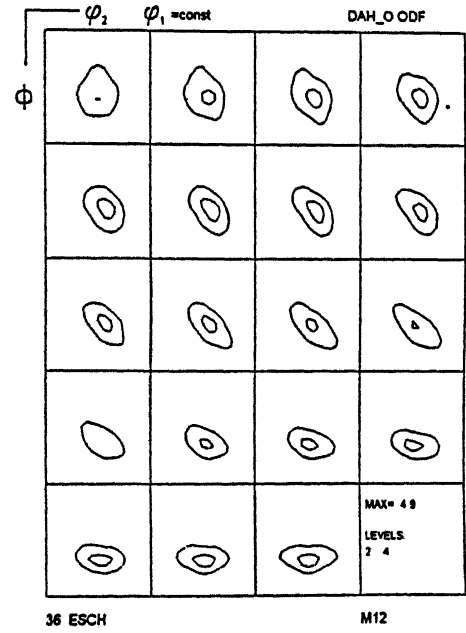 φ₂ φ₁ =const DAH_O ODF
Φ
MAX= 4 9
LEVELS.
2 4
36 ESCH M12